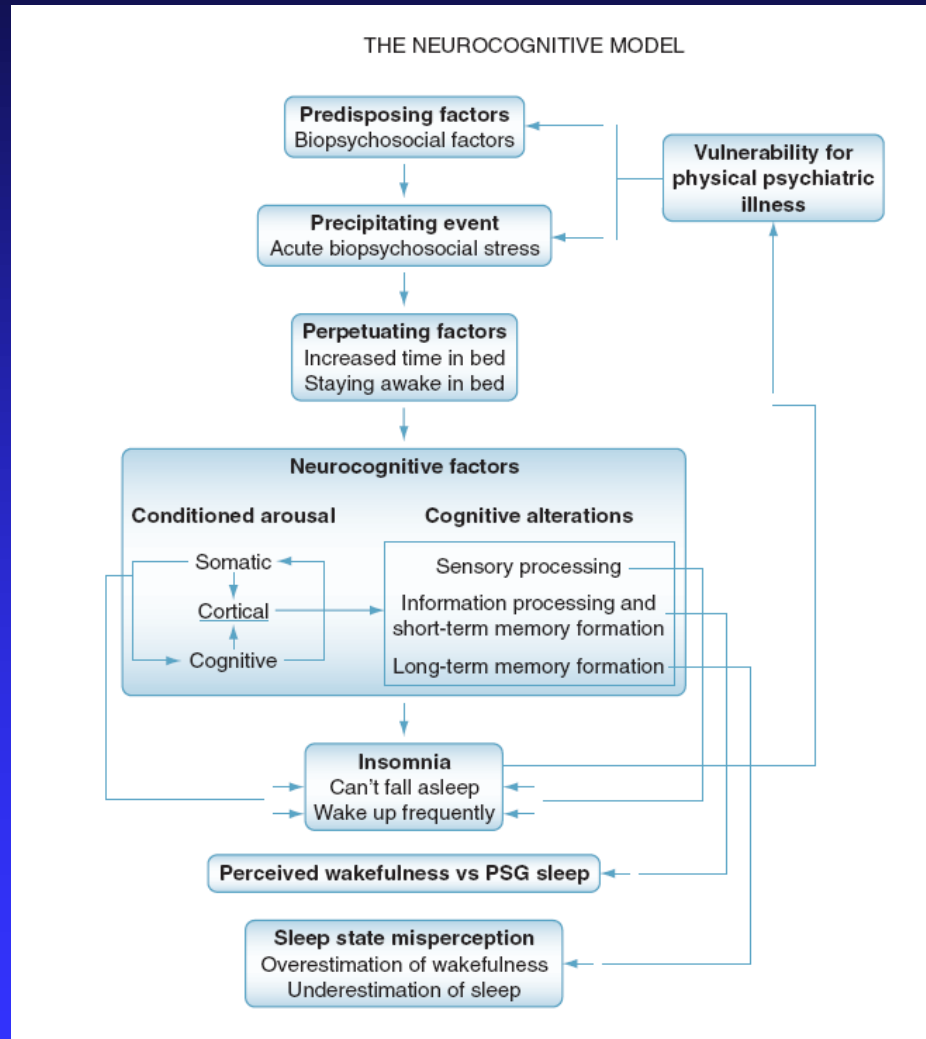 THE NEUROCOGNITIVE MODEL
Predisposing factors
Biopsychosocial factors
Vulnerability for
physical psychiatric
illness
Precipitating event
Acute biopsychosocial stress
Perpetuating factors
Increased time in bed
Staying awake in bed
Neurocognitive factors
Conditioned arousal
Somatic
Cortical
Cognitive
Cognitive alterations
Sensory processing
Information processing and
short-term memory formation
Long-term memory formation
Insomnia
Can't fall asleep
Wake up frequently
Perceived wakefulness vs PSG sleep
Sleep state misperception
Overestimation of wakefulness
Underestimation of sleep